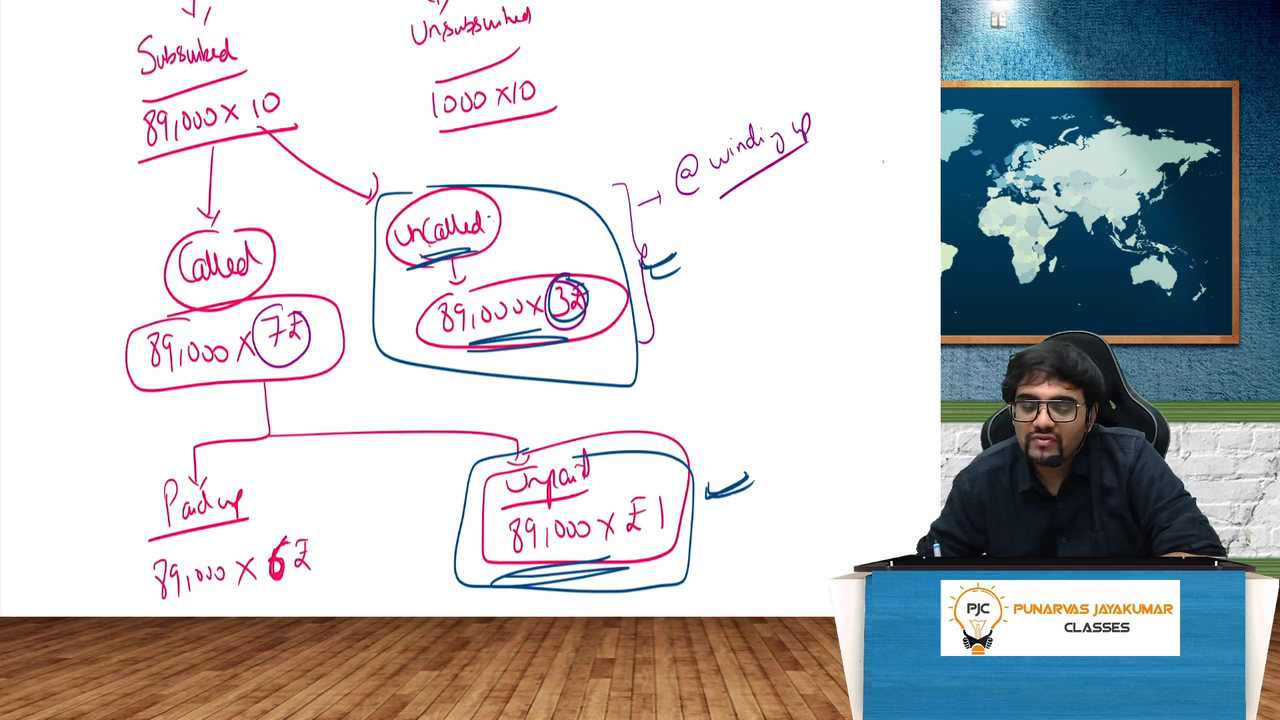 Subscribed
Unsubscribed
89,000 × 10
1000 × 10
@ winding up
Uncalled
Called
89,000 × 3₹
89,000 × 7₹
Unpaid
89,000 × ₹ 1
Paid up
89,000 × 6₹
PJC
PUNARVAS JAYAKUMAR
CLASSES